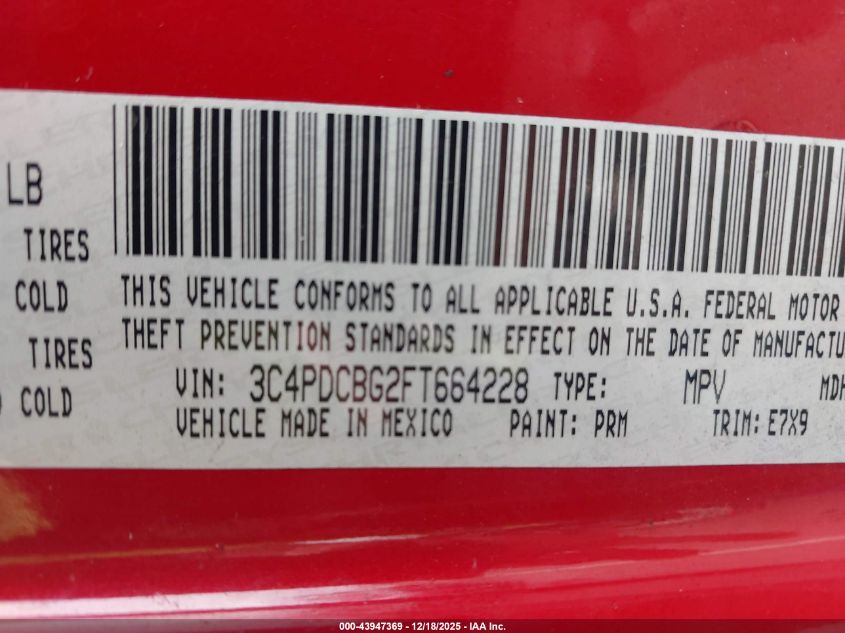 LB
TIRES
COLD
TIRES
COLD
THIS VEHICLE CONFORMS TO ALL APPLICABLE U.S.A. FEDERAL MOTOR
THEFT PREVENTION STANDARDS IN EFFECT ON THE DATE OF MANUFACTU
VIN: 3C4PDCBG2FT664228 TYPE: MPV MDH
VEHICLE MADE IN MEXICO PAINT: PRM TRIM: E7X9
000-43947369 | 12/18/2025 - IAA Inc.